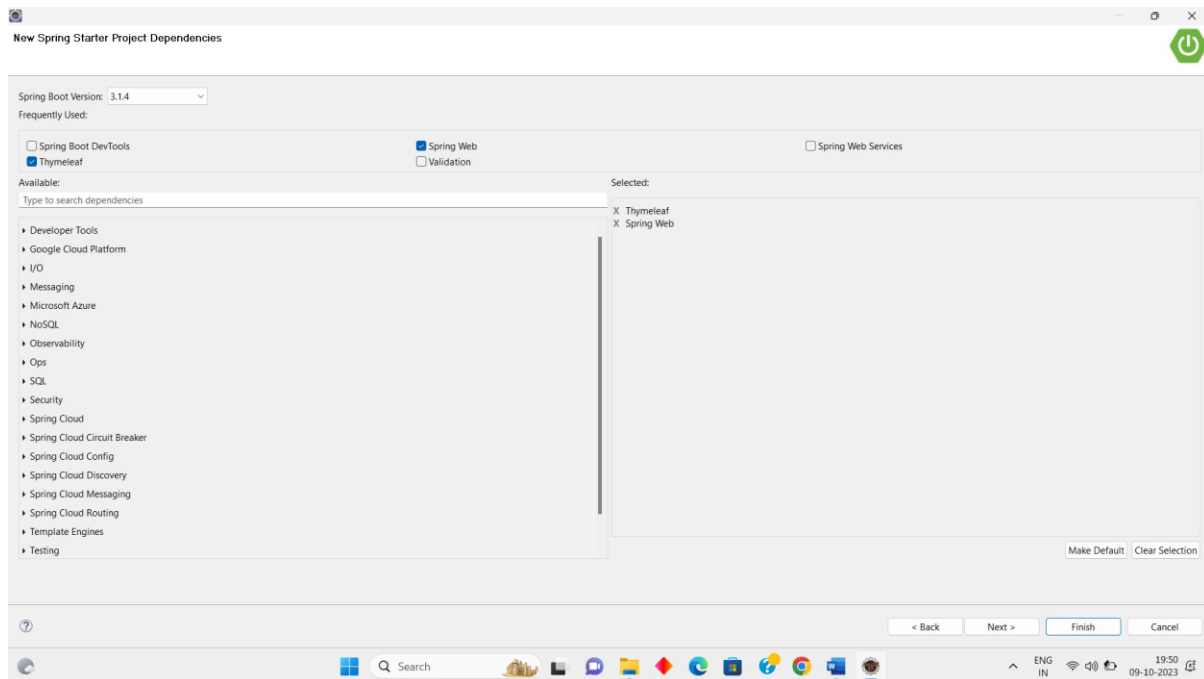 New Spring Starter Project Dependencies
Spring Boot Version: 3.1.4
Frequently Used:
Spring Boot DevTools Spring Web Spring Web Services
Thymeleaf Validation
Available: Selected:
Type to search dependencies
X Thymeleaf
X Spring Web
Developer Tools
Google Cloud Platform
I/O
Messaging
Microsoft Azure
NoSQL
Observability
Ops
SQL
Security
Spring Cloud
Spring Cloud Circuit Breaker
Spring Cloud Config
Spring Cloud Discovery
Spring Cloud Messaging
Spring Cloud Routing
Template Engines
Testing
Make Default Clear Selection
? < Back Next > Finish Cancel
Search ENG IN 19:50 09-10-2023